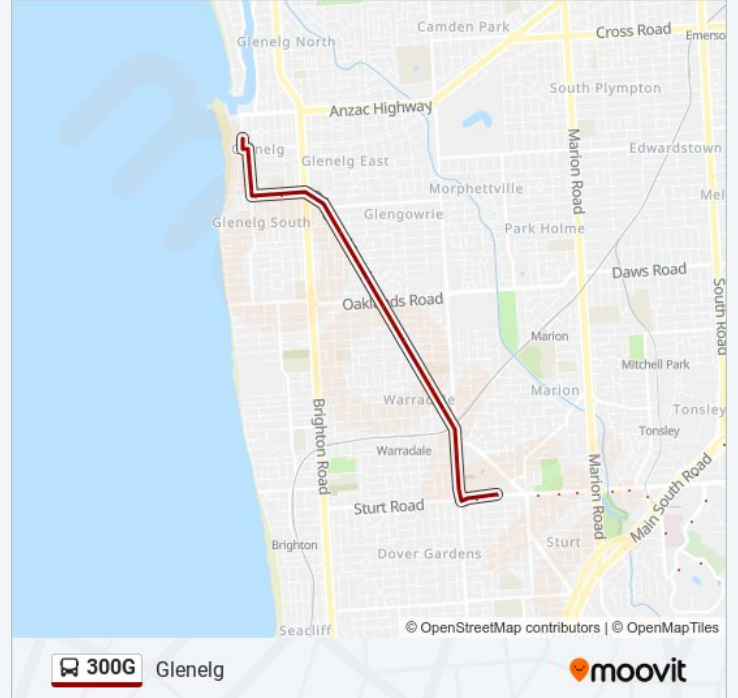 Camden Park
Cross Road
Emerso
Glenelg North
South Plympton
Anzac Highway
Marion Road
Glenelg
Glenelg East
Edwardstown
Morphettville
Mel
Glengowrie
Glenelg South
Park Holme
Daws Road
South Road
Oaklands Road
Marion
Mitchell Park
Marion
Warradale
Tonsley
Brighton Road
Tonsley
Warradale
Marion Road
Main South Road
Sturt Road
Brighton
Sturt
Dover Gardens
Seacliff
© OpenStreetMap contributors | © OpenMapTiles
300G Glenelg
moovit